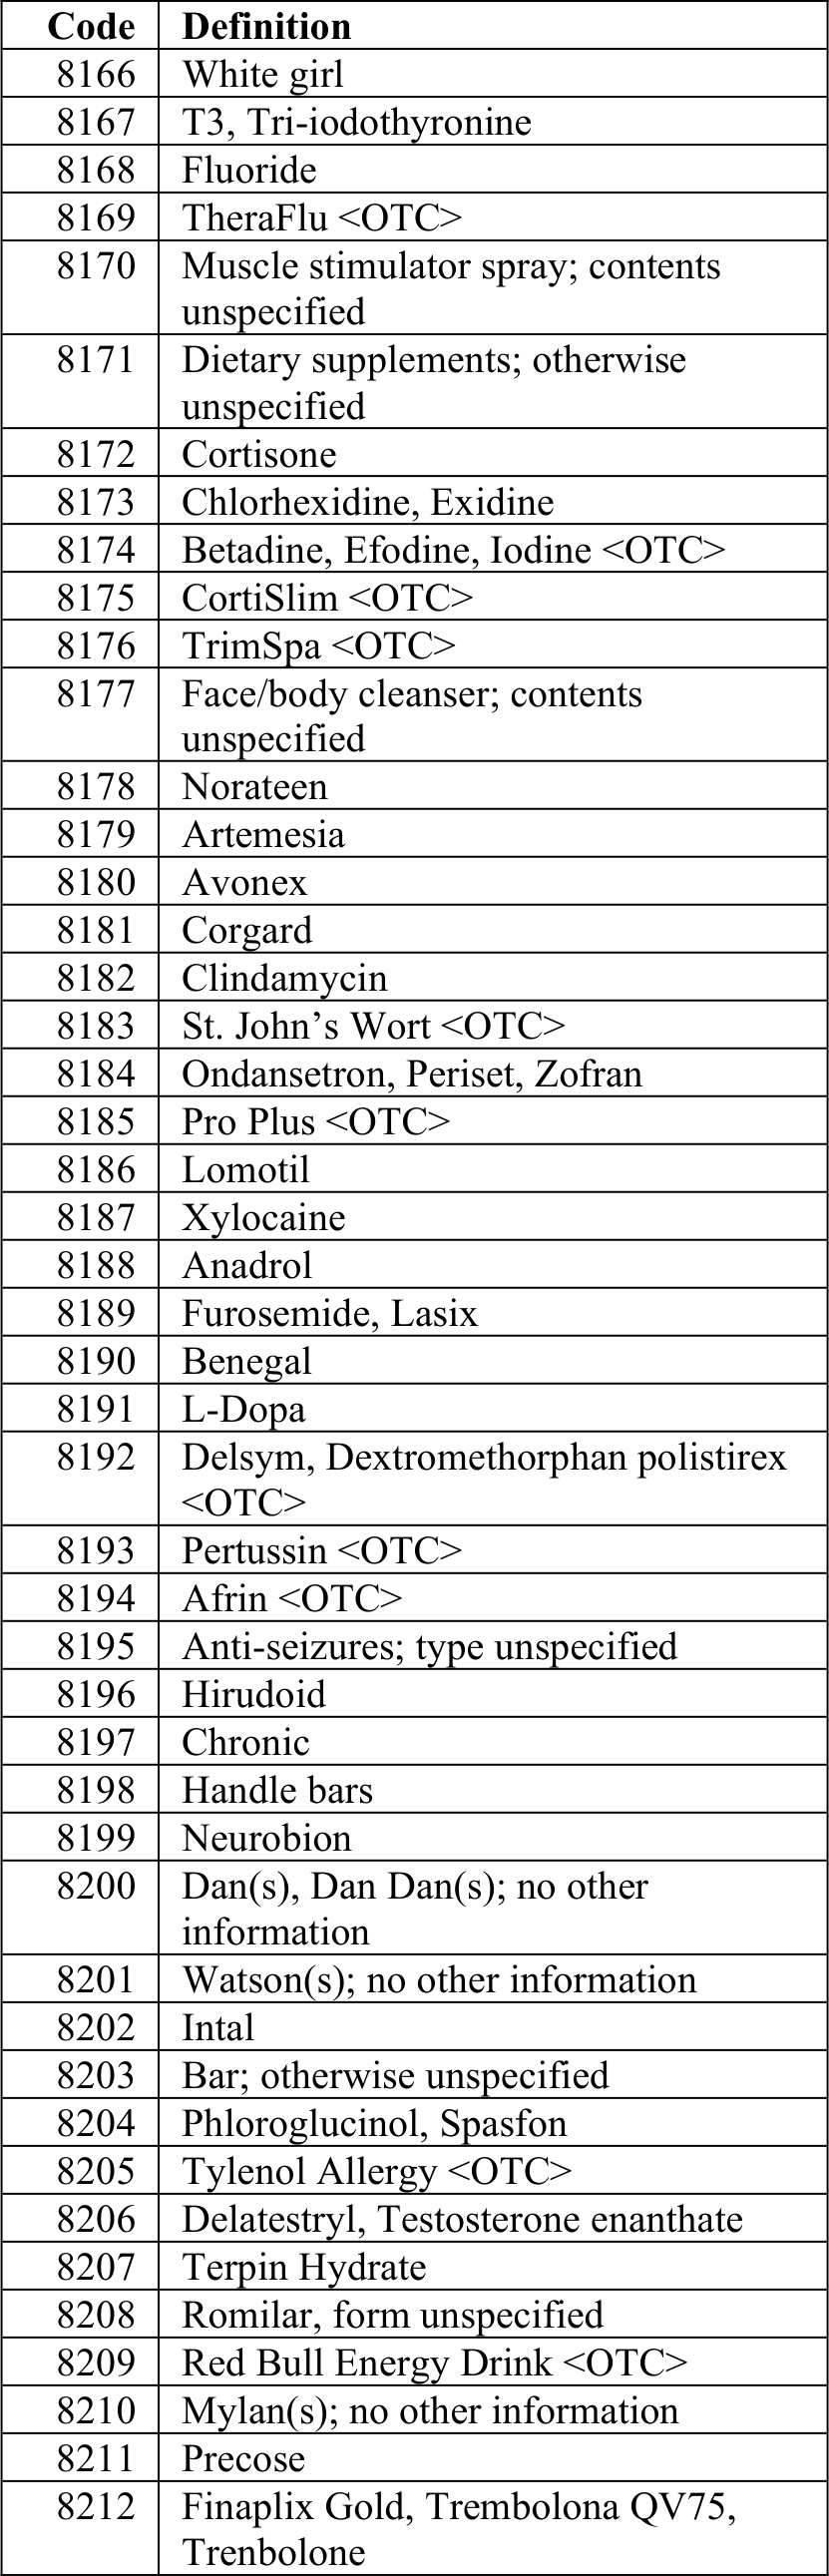 Code Definition
8166 White girl
8167 T3, Tri-iodothyronine
8168 Fluoride
8169 TheraFlu <OTC>
8170 Muscle stimulator spray; contents
unspecified
8171 Dietary supplements; otherwise
unspecified
8172 Cortisone
8173 Chlorhexidine, Exidine
8174 Betadine, Efodine, Iodine <OTC>
8175 CortiSlim <OTC>
8176 TrimSpa <OTC>
8177 Face/body cleanser; contents
unspecified
8178 Norateen
8179 Artemesia
8180 Avonex
8181 Corgard
8182 Clindamycin
8183 St. John’s Wort <OTC>
8184 Ondansetron, Periset, Zofran
8185 Pro Plus <OTC>
8186 Lomotil
8187 Xylocaine
8188 Anadrol
8189 Furosemide, Lasix
8190 Benegal
8191 L-Dopa
8192 Delsym, Dextromethorphan polistirex
<OTC>
8193 Pertussin <OTC>
8194 Afrin <OTC>
8195 Anti-seizures; type unspecified
8196 Hirudoid
8197 Chronic
8198 Handle bars
8199 Neurobion
8200 Dan(s), Dan Dan(s); no other
information
8201 Watson(s); no other information
8202 Intal
8203 Bar; otherwise unspecified
8204 Phloroglucinol, Spasfon
8205 Tylenol Allergy <OTC>
8206 Delatestryl, Testosterone enanthate
8207 Terpin Hydrate
8208 Romilar, form unspecified
8209 Red Bull Energy Drink <OTC>
8210 Mylan(s); no other information
8211 Precose
8212 Finaplix Gold, Trembolona QV75,
Trenbolone